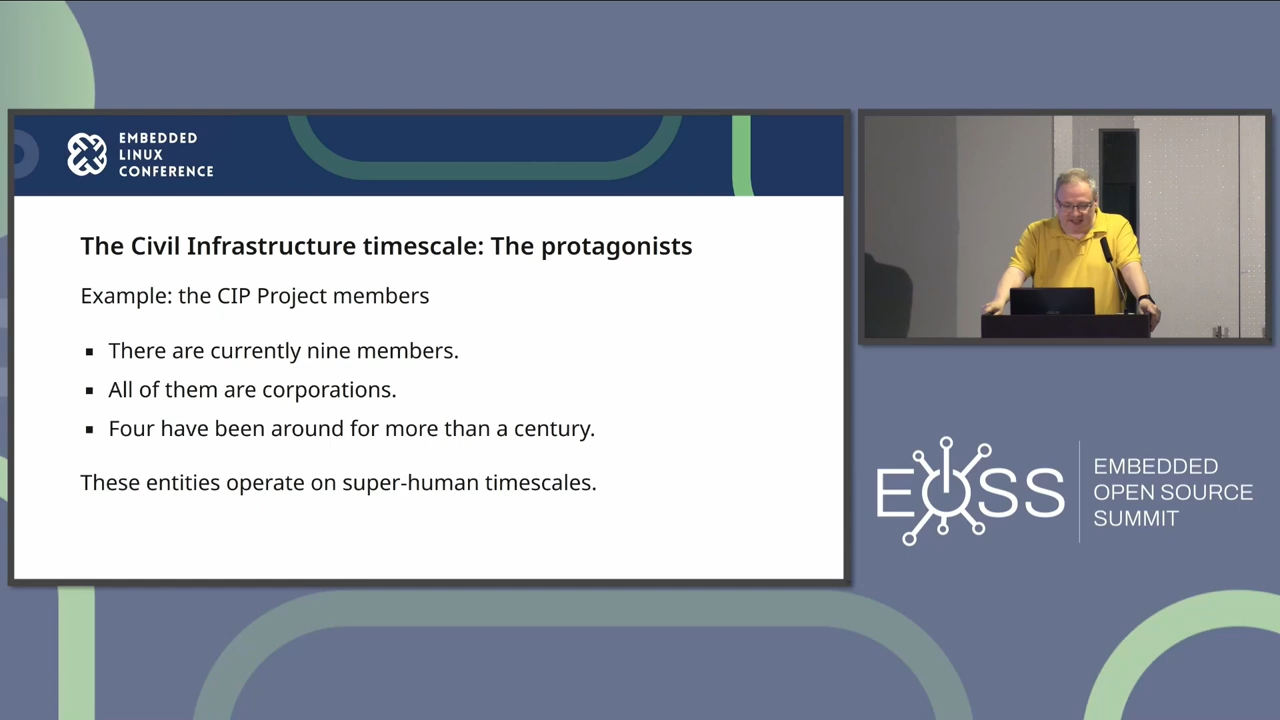 EMBEDDED
LINUX
CONFERENCE
The Civil Infrastructure timescale: The protagonists
Example: the CIP Project members
▪ There are currently nine members.
▪ All of them are corporations.
▪ Four have been around for more than a century.
These entities operate on super-human timescales.
EOSS
EMBEDDED
OPEN SOURCE
SUMMIT